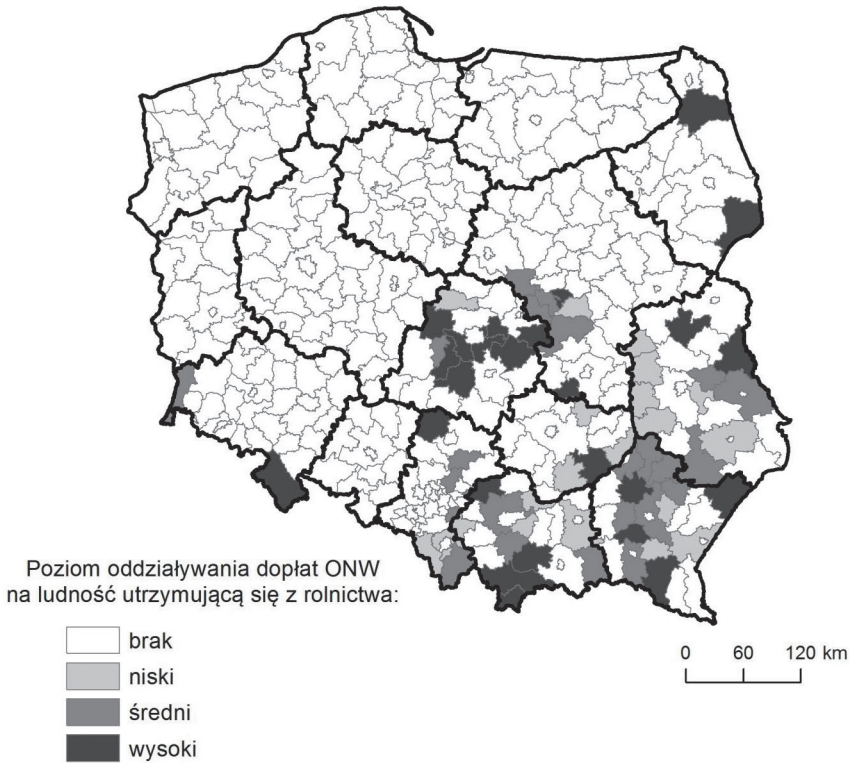 Poziom oddziaływania dopłat ONW
na ludność utrzymującą się z rolnictwa:
brak
niski
średni
wysoki
0 60 120 km